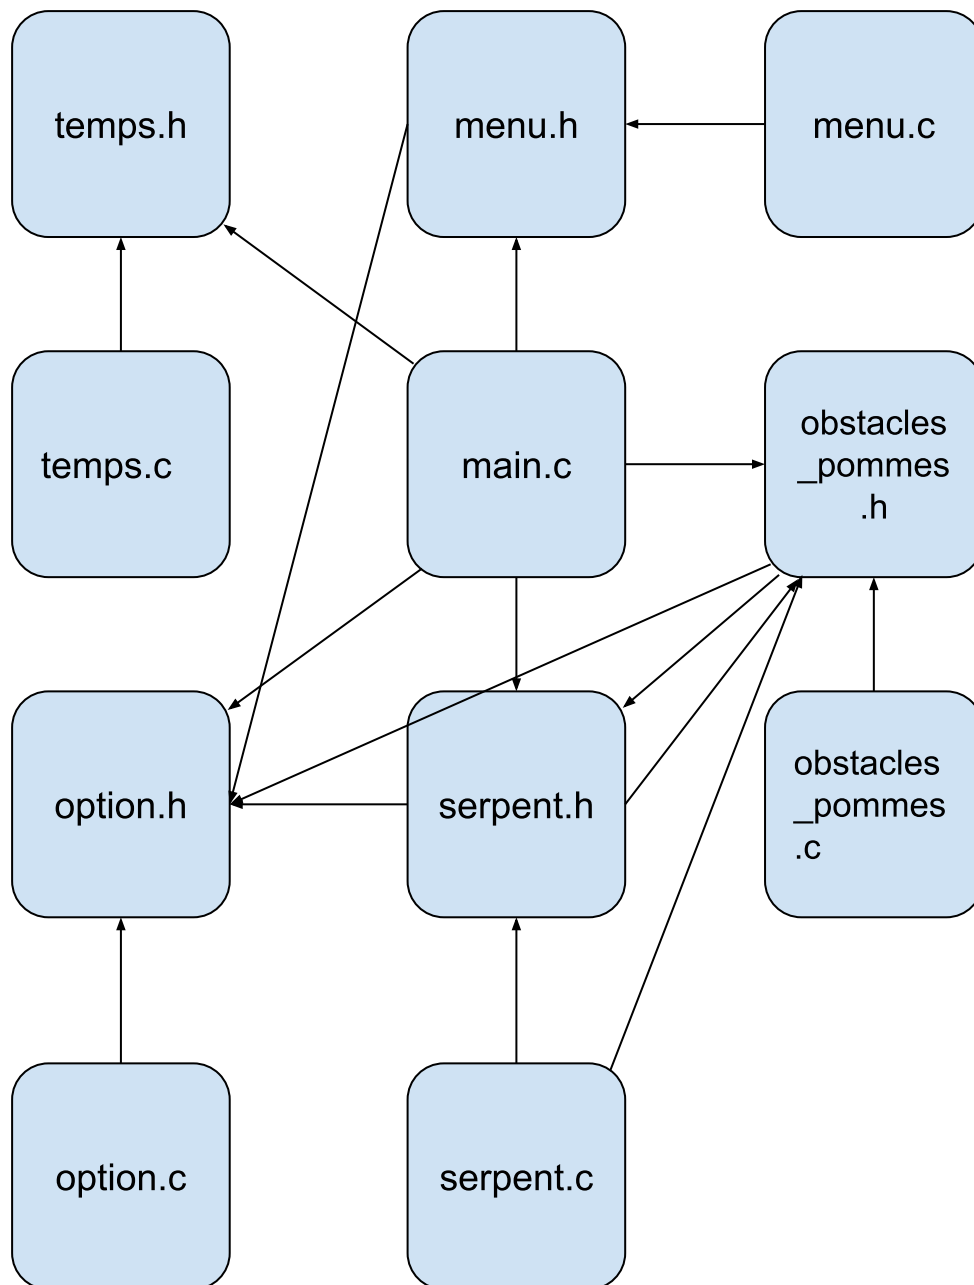 temps.h
menu.h
menu.c
temps.c
main.c
obstacles
_pommes
.h
option.h
serpent.h
obstacles
_pommes
.c
option.c
serpent.c